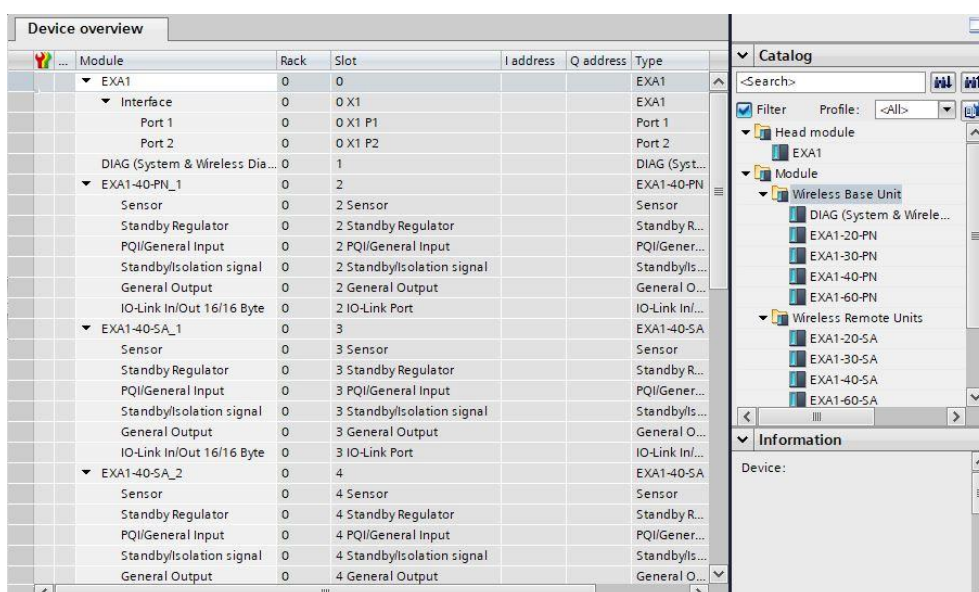 Device overview
... Module Rack Slot I address Q address Type
EXA1 0 0 EXA1
Interface 0 0 X1 EXA1
Port 1 0 0 X1 P1 Port 1
Port 2 0 0 X1 P2 Port 2
DIAG (System & Wireless Dia... 0 1 DIAG (Syst...
EXA1-40-PN_1 0 2 EXA1-40-PN
Sensor 0 2 Sensor Sensor
Standby Regulator 0 2 Standby Regulator Standby R...
PQI/General Input 0 2 PQI/General Input PQI/Gener...
Standby/Isolation signal 0 2 Standby/Isolation signal Standby/Is...
General Output 0 2 General Output General O...
IO-Link In/Out 16/16 Byte 0 2 IO-Link Port IO-Link In/...
EXA1-40-SA_1 0 3 EXA1-40-SA
Sensor 0 3 Sensor Sensor
Standby Regulator 0 3 Standby Regulator Standby R...
PQI/General Input 0 3 PQI/General Input PQI/Gener...
Standby/Isolation signal 0 3 Standby/Isolation signal Standby/Is...
General Output 0 3 General Output General O...
IO-Link In/Out 16/16 Byte 0 3 IO-Link Port IO-Link In/...
EXA1-40-SA_2 0 4 EXA1-40-SA
Sensor 0 4 Sensor Sensor
Standby Regulator 0 4 Standby Regulator Standby R...
PQI/General Input 0 4 PQI/General Input PQI/Gener...
Standby/Isolation signal 0 4 Standby/Isolation signal Standby/Is...
General Output 0 4 General Output General O...
Catalog
<Search>
Filter Profile: <All>
Head module
EXA1
Module
Wireless Base Unit
DIAG (System & Wirele...
EXA1-20-PN
EXA1-30-PN
EXA1-40-PN
EXA1-60-PN
Wireless Remote Units
EXA1-20-SA
EXA1-30-SA
EXA1-40-SA
EXA1-60-SA
Information
Device: